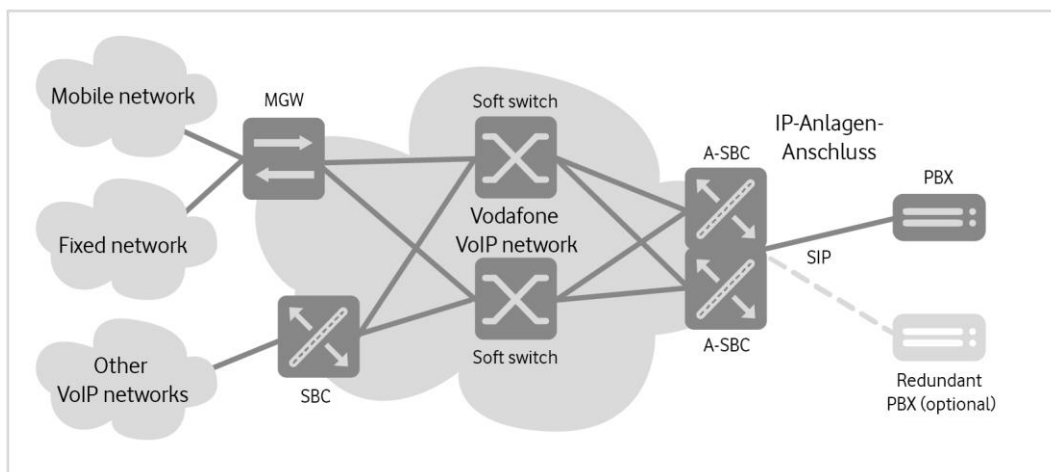 Mobile network
MGW
Soft switch
IP-Anlagen-
Anschluss
A-SBC
PBX
Fixed network
Vodafone
VoIP network
SIP
Other
VoIP networks
SBC
Soft switch
A-SBC
Redundant
PBX (optional)